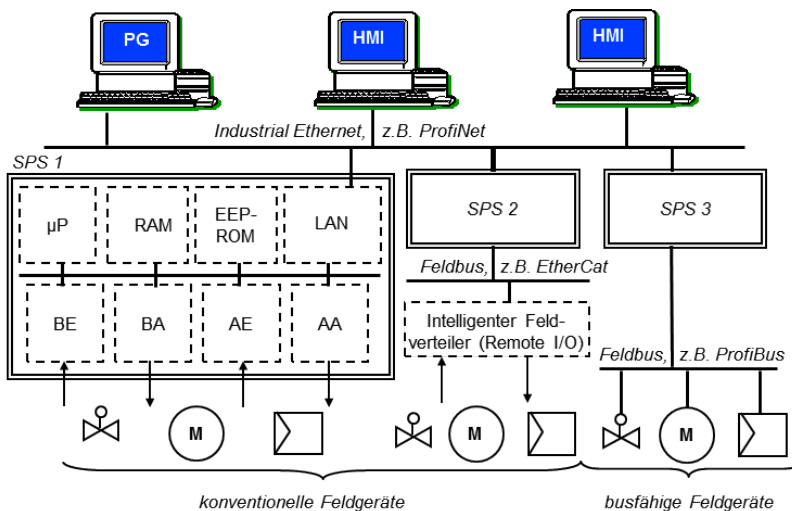 PG
HMI
HMI
Industrial Ethernet, z.B. ProfiNet
SPS 1
µP
RAM
EEP-
ROM
LAN
SPS 2
SPS 3
Feldbus, z.B. EtherCat
BE
BA
AE
AA
Intelligenter Feld-
verteiler (Remote I/O)
Feldbus, z.B. ProfiBus
M
M
M
konventionelle Feldgeräte
busfähige Feldgeräte